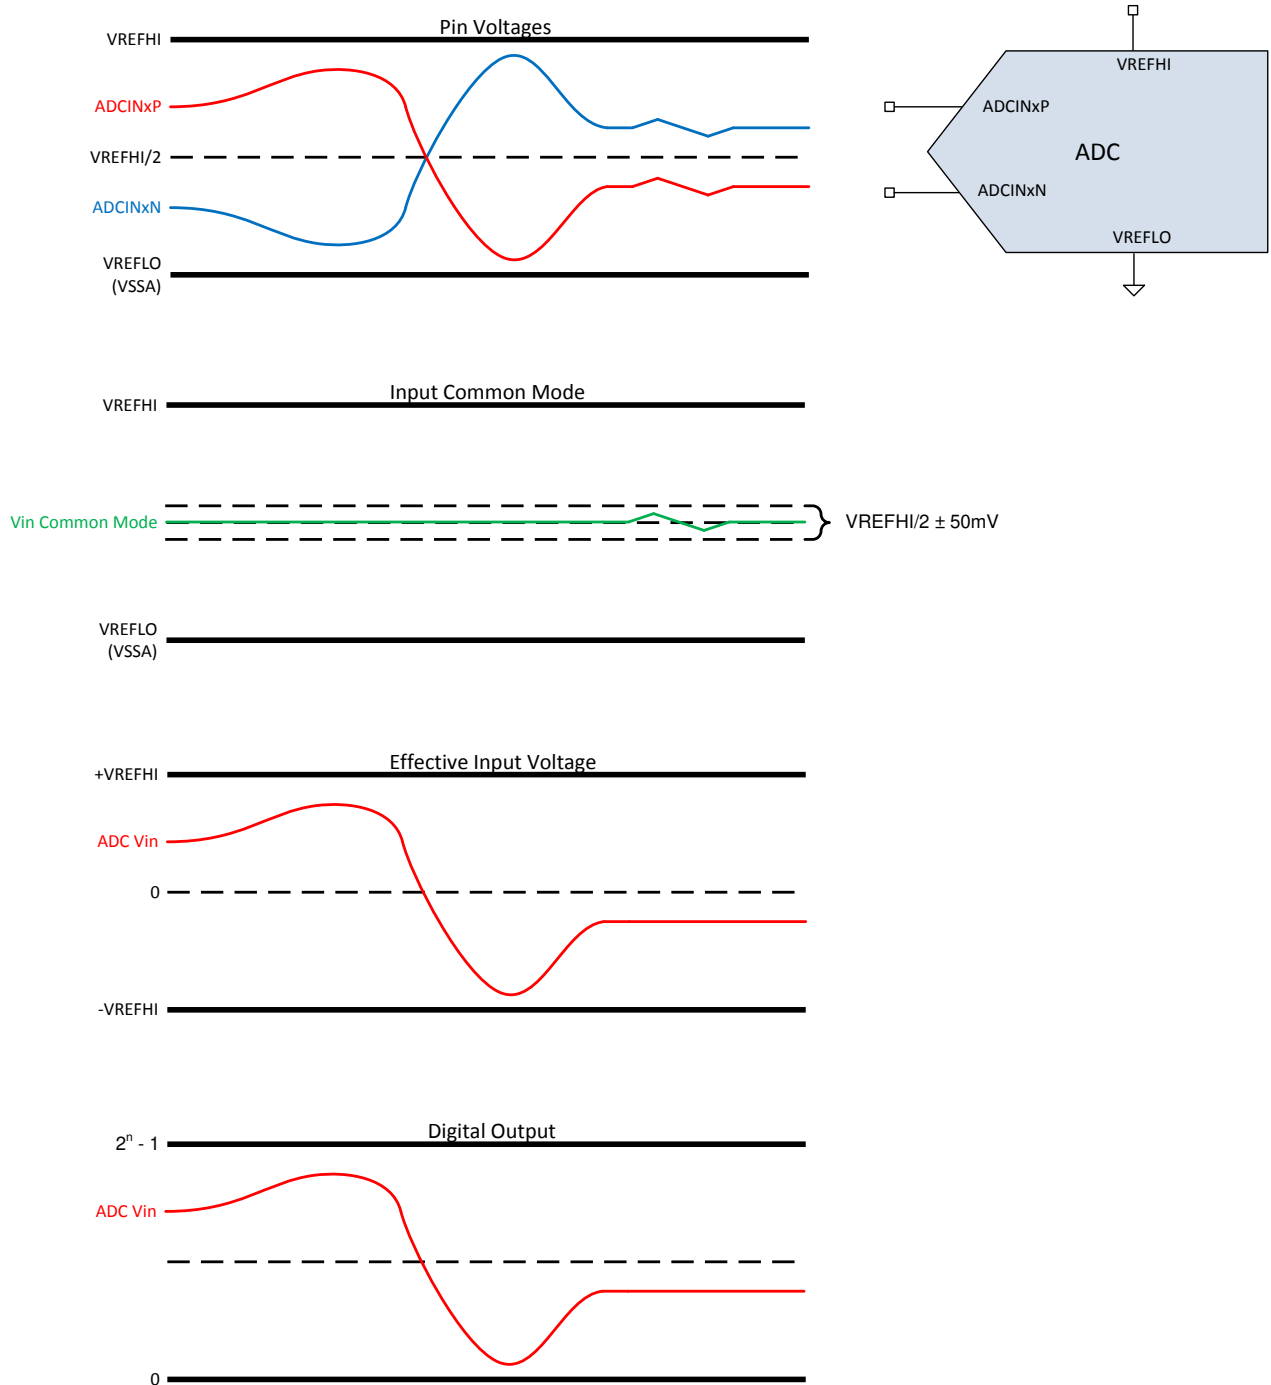 Pin Voltages
VREFHI
ADCINxP
VREFHI/2
ADCINxN
VREFLO
(VSSA)
VREFHI
ADCINxP
ADC
ADCINxN
VREFLO
Input Common Mode
VREFHI
Vin Common Mode
VREFHI/2 ± 50mV
VREFLO
(VSSA)
Effective Input Voltage
+VREFHI
ADC Vin
0
-VREFHI
Digital Output
2ⁿ - 1
ADC Vin
0